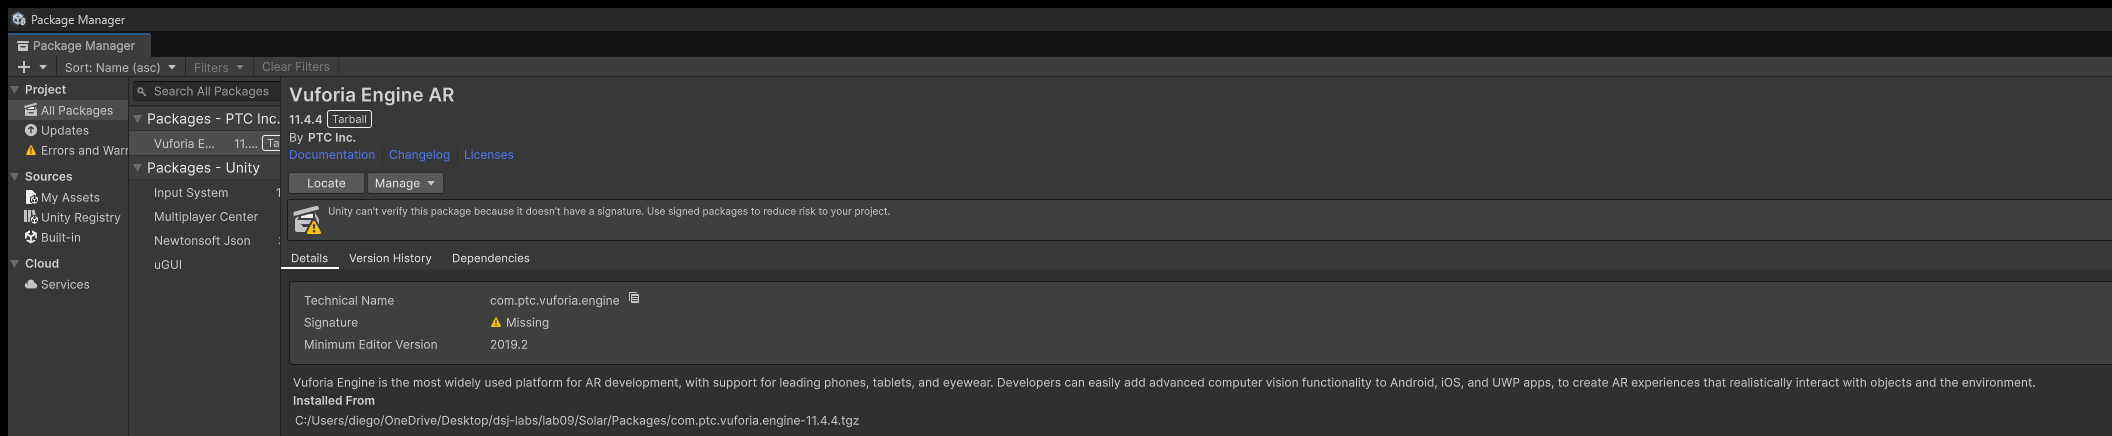 Package Manager
Package Manager
Sort: Name (asc)
Filters
Clear Filters
Project
All Packages
Updates
Errors and Warr
Sources
My Assets
Unity Registry
Built-in
Cloud
Services
Search All Packages
Packages - PTC Inc.
Vuforia E... 11.... Ta
Packages - Unity
Input System 1
Multiplayer Center
Newtonsoft Json
uGUI
Vuforia Engine AR
11.4.4 Tarball
By PTC Inc.
Documentation Changelog Licenses
Locate Manage
Unity can't verify this package because it doesn't have a signature. Use signed packages to reduce risk to your project.
Details Version History Dependencies
Technical Name com.ptc.vuforia.engine
Signature Missing
Minimum Editor Version 2019.2
Vuforia Engine is the most widely used platform for AR development, with support for leading phones, tablets, and eyewear. Developers can easily add advanced computer vision functionality to Android, iOS, and UWP apps, to create AR experiences that realistically interact with objects and the environment.
Installed From
C:/Users/diego/OneDrive/Desktop/dsj-labs/lab09/Solar/Packages/com.ptc.vuforia.engine-11.4.4.tgz